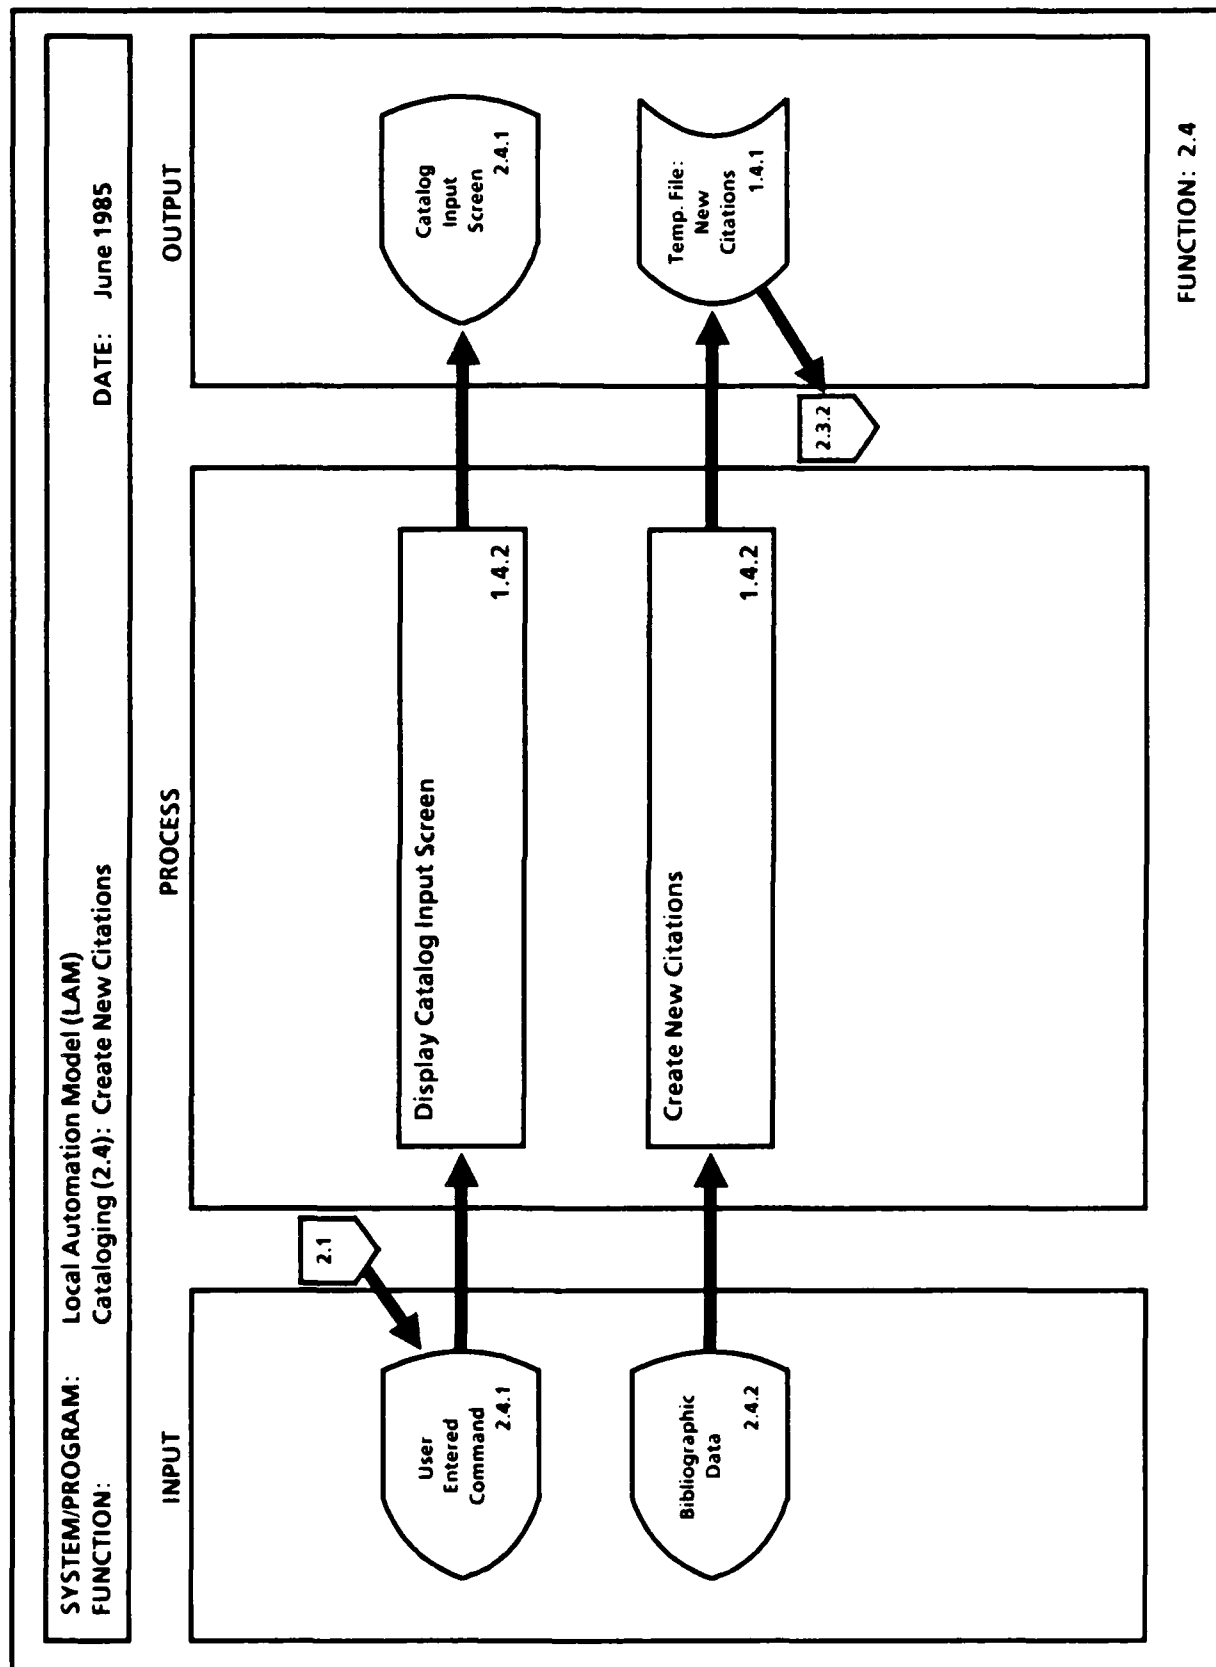 SYSTEM/PROGRAM: Local Automation Model (LAM)
FUNCTION: Cataloging (2.4): Create New Citations
DATE: June 1985
INPUT
PROCESS
OUTPUT
2.1
User
Entered
Command
2.4.1
Display Catalog Input Screen
1.4.2
Catalog
Input
Screen
2.4.1
Bibliographic
Data
2.4.2
Create New Citations
1.4.2
Temp. File:
New
Citations
1.4.1
2.3.2
FUNCTION: 2.4